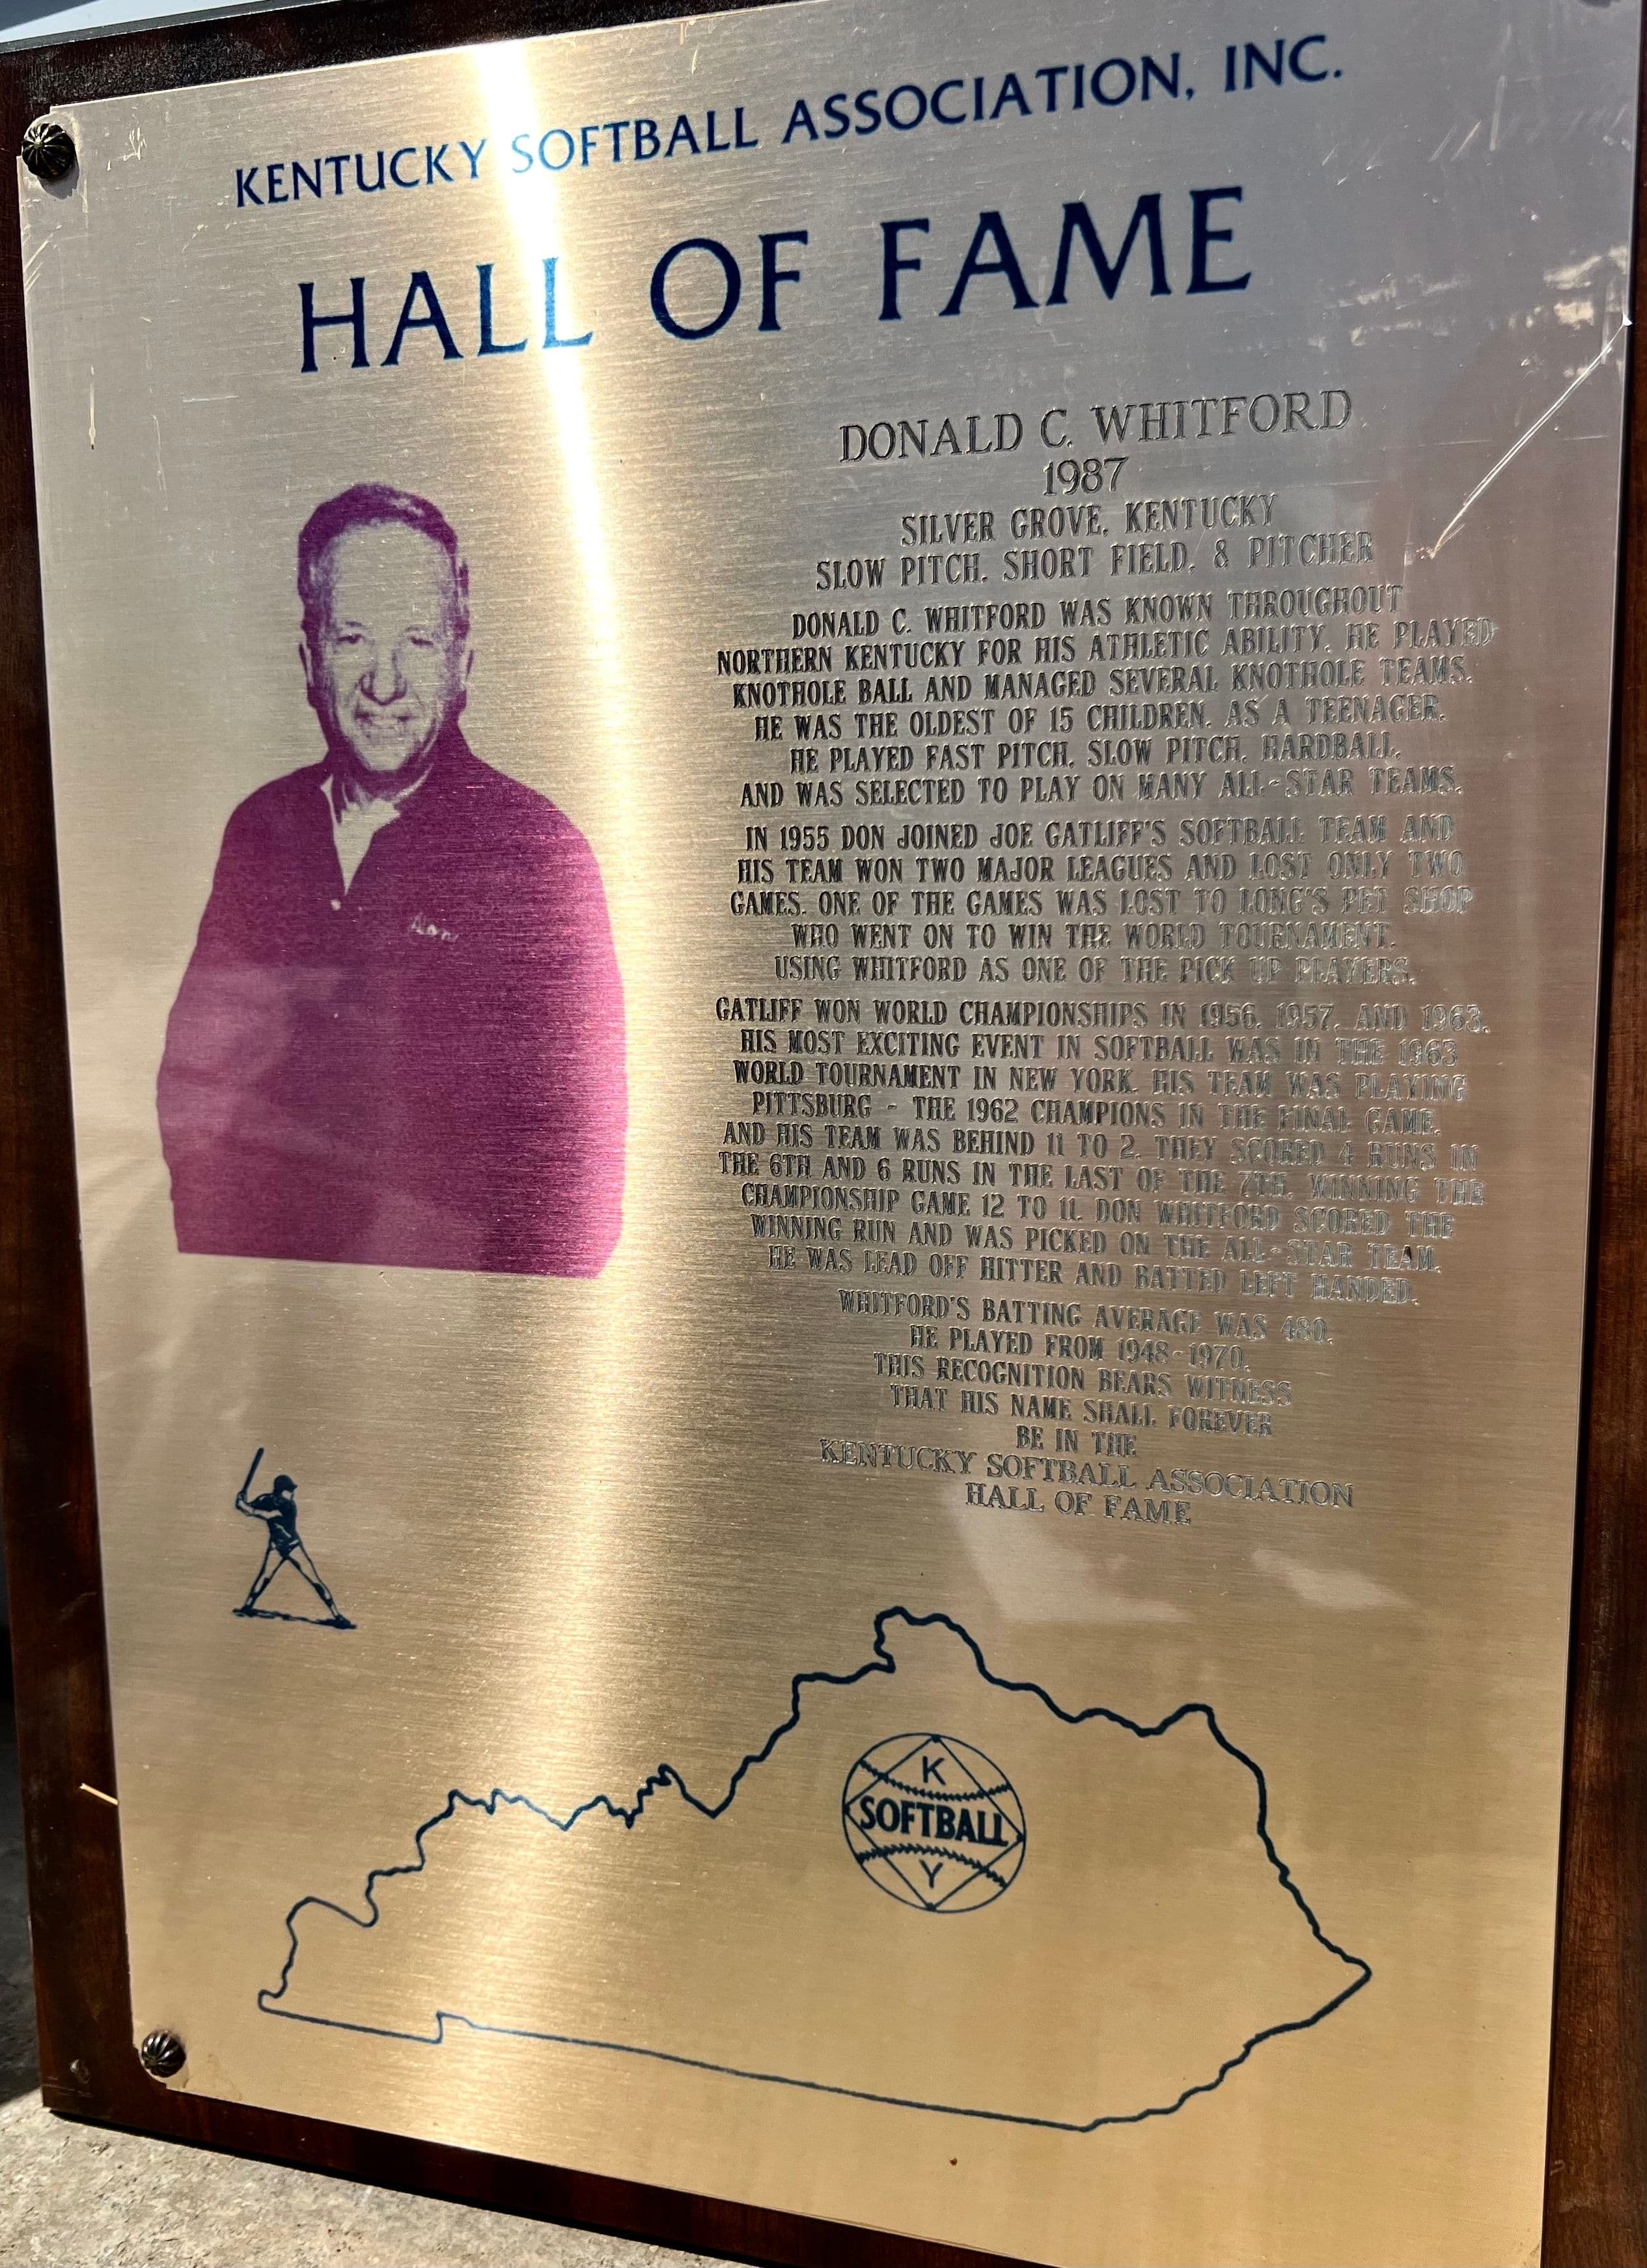 KENTUCKY SOFTBALL ASSOCIATION, INC.
HALL OF FAME
DONALD C. WHITFORD
1987
SILVER GROVE, KENTUCKY
SLOW PITCH, SHORT FIELD, & PITCHER
DONALD C. WHITFORD WAS KNOWN THROUGHOUT
NORTHERN KENTUCKY FOR HIS ATHLETIC ABILITY. HE PLAYED
KNOTHOLE BALL AND MANAGED SEVERAL KNOTHOLE TEAMS.
HE WAS THE OLDEST OF 15 CHILDREN. AS A TEENAGER,
HE PLAYED FAST PITCH, SLOW PITCH, HARDBALL,
AND WAS SELECTED TO PLAY ON MANY ALL-STAR TEAMS.
IN 1955 DON JOINED JOE GATLIFF'S SOFTBALL TEAM AND
HIS TEAM WON TWO MAJOR LEAGUES AND LOST ONLY TWO
GAMES. ONE OF THE GAMES WAS LOST TO LONG'S PET SHOP
WHO WENT ON TO WIN THE WORLD TOURNAMENT,
USING WHITFORD AS ONE OF THE PICK UP PLAYERS.
GATLIFF WON WORLD CHAMPIONSHIPS IN 1956, 1957, AND 1963.
HIS MOST EXCITING EVENT IN SOFTBALL WAS IN THE 1963
WORLD TOURNAMENT IN NEW YORK. HIS TEAM WAS PLAYING
PITTSBURG - THE 1962 CHAMPIONS IN THE FINAL GAME,
AND HIS TEAM WAS BEHIND 11 TO 2. THEY SCORED 4 RUNS IN
THE 6TH AND 6 RUNS IN THE LAST OF THE 7TH, WINNING THE
CHAMPIONSHIP GAME 12 TO 11. DON WHITFORD SCORED THE
WINNING RUN AND WAS PICKED ON THE ALL-STAR TEAM.
HE WAS LEAD OFF HITTER AND BATTED LEFT HANDED.
WHITFORD'S BATTING AVERAGE WAS 480.
HE PLAYED FROM 1948-1970.
THIS RECOGNITION BEARS WITNESS
THAT HIS NAME SHALL FOREVER
BE IN THE
KENTUCKY SOFTBALL ASSOCIATION
HALL OF FAME
Don
K
SOFTBALL
Y